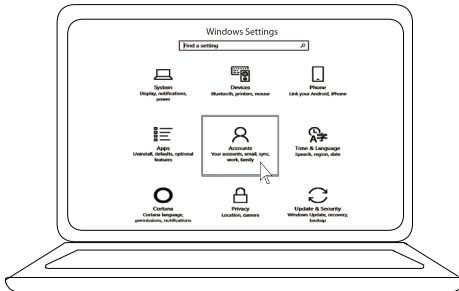 Windows Settings
Find a setting
System
Display, notifications,
power
Devices
Bluetooth, printers, mouse
Phone
Link your Android, iPhone
Apps
Uninstall, defaults, optional
features
Accounts
Your accounts, email, sync,
work, family
Time & Language
Speech, region, date
Cortana
Cortana language,
permissions, notifications
Privacy
Location, camera
Update & Security
Windows Update, recovery,
backup